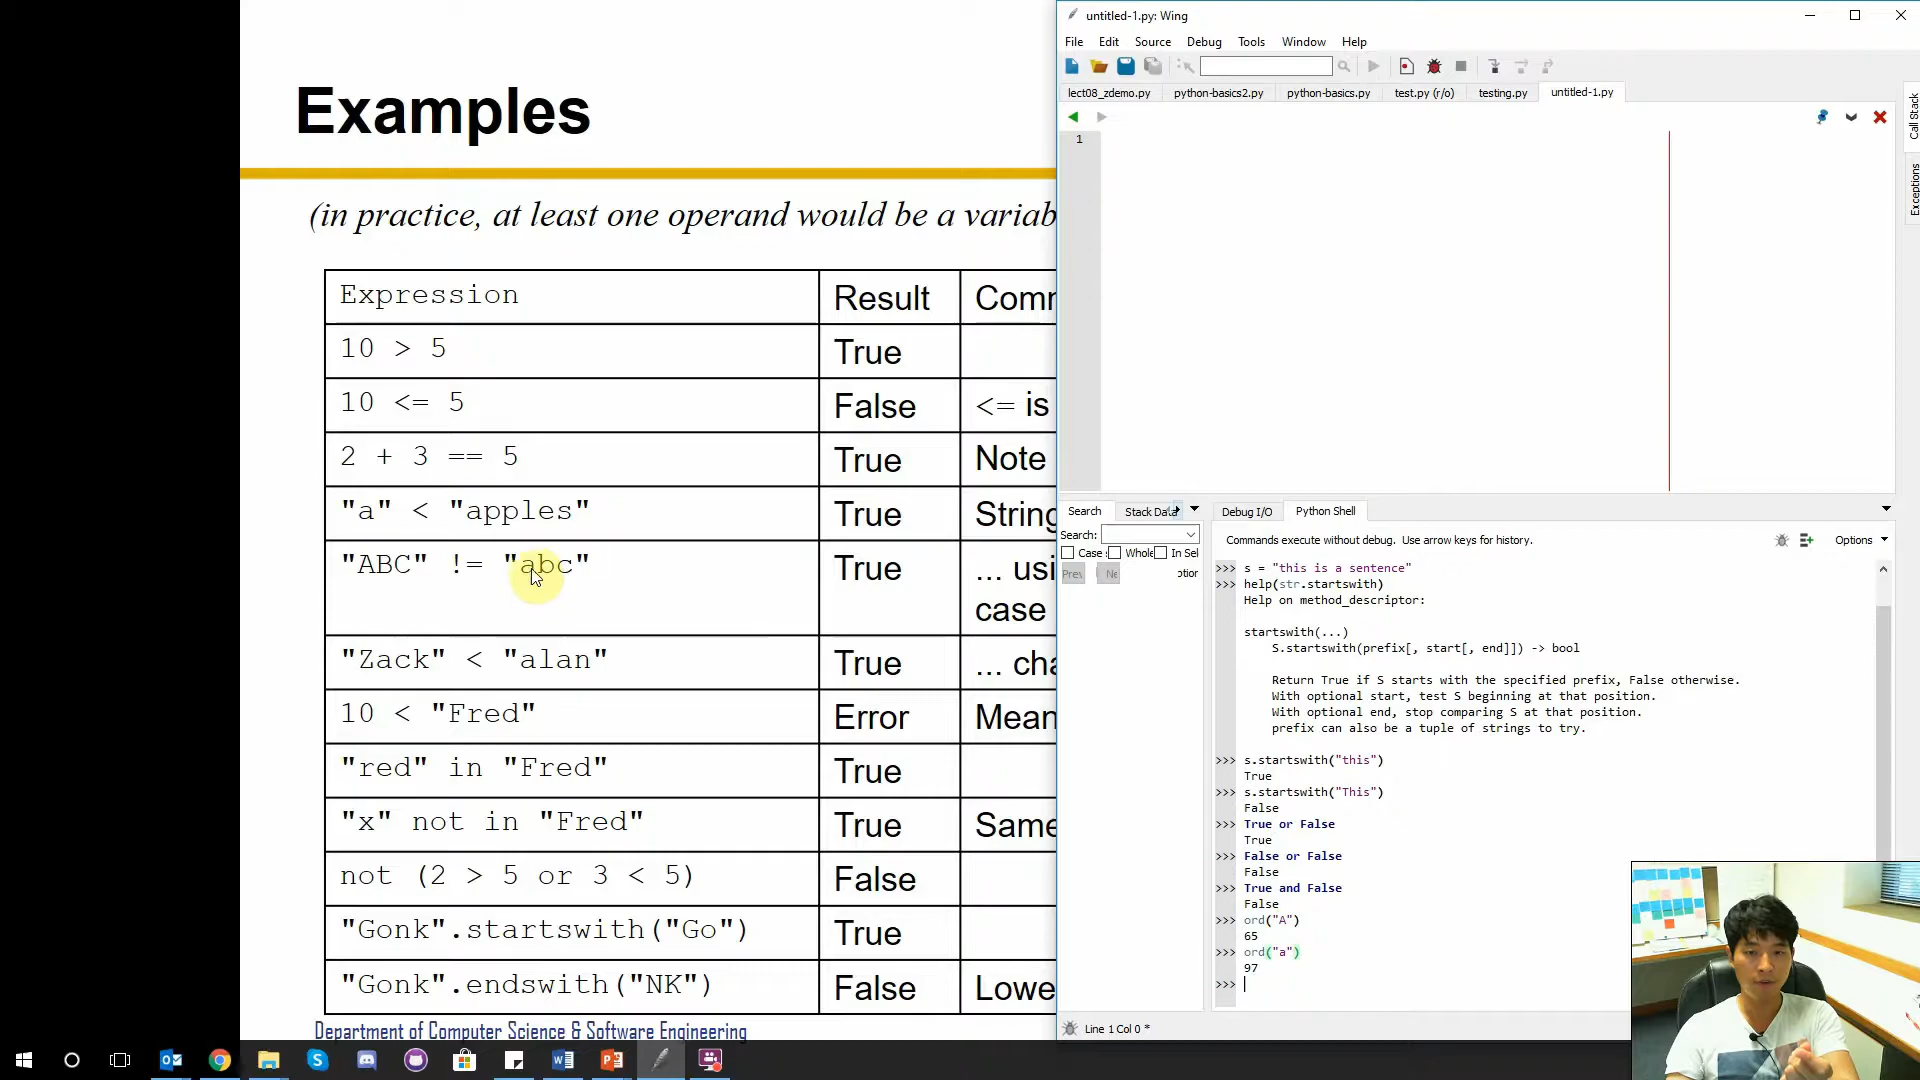 Examples
(in practice, at least one operand would be a variab
Expression Result Comm
10 > 5 True
10 <= 5 False <= is
2 + 3 == 5 True Note
"a" < "apples" True String
"ABC" != "abc" True ... usi
case
"Zack" < "alan" True ... cha
10 < "Fred" Error Mean
"red" in "Fred" True
"x" not in "Fred" True Same
not (2 > 5 or 3 < 5) False
"Gonk".startswith("Go") True
"Gonk".endswith("NK") False Lowe
Department of Computer Science & Software Engineering
untitled-1.py: Wing
File Edit Source Debug Tools Window Help
lect08_zdemo.py python-basics2.py python-basics.py test.py (r/o) testing.py untitled-1.py
1
Call Stack
Exceptions
Search Stack Data
Search:
Case Whole In Sel
Prev Ne ptior
Debug I/O Python Shell
Commands execute without debug. Use arrow keys for history.
Options
>>> s = "this is a sentence"
>>> help(str.startswith)
Help on method_descriptor:
startswith(...)
S.startswith(prefix[, start[, end]]) -> bool
Return True if S starts with the specified prefix, False otherwise.
With optional start, test S beginning at that position.
With optional end, stop comparing S at that position.
prefix can also be a tuple of strings to try.
>>> s.startswith("this")
True
>>> s.startswith("This")
False
>>> True or False
True
>>> False or False
False
>>> True and False
False
>>> ord("A")
65
>>> ord("a")
97
>>>
Line 1 Col 0 *